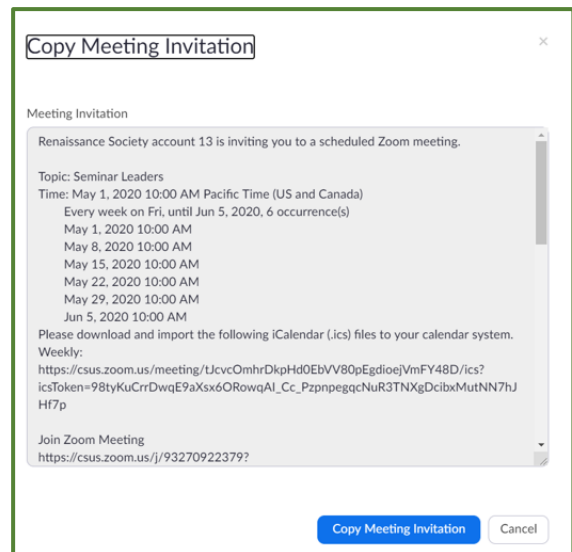 Copy Meeting Invitation
×
Meeting Invitation
Renaissance Society account 13 is inviting you to a scheduled Zoom meeting.
Topic: Seminar Leaders
Time: May 1, 2020 10:00 AM Pacific Time (US and Canada)
Every week on Fri, until Jun 5, 2020, 6 occurrence(s)
May 1, 2020 10:00 AM
May 8, 2020 10:00 AM
May 15, 2020 10:00 AM
May 22, 2020 10:00 AM
May 29, 2020 10:00 AM
Jun 5, 2020 10:00 AM
Please download and import the following iCalendar (.ics) files to your calendar system.
Weekly:
https://csus.zoom.us/meeting/tJcvcOmhrDkpHd0EbVV80pEgdioejVmFY48D/ics?
icsToken=98tyKuCrrDwqE9aXsx6ORowqAI_Cc_PzpnpegqcNuR3TNXgDcibxMutNN7hJ
Hf7p
Join Zoom Meeting
https://csus.zoom.us/j/93270922379?
Copy Meeting Invitation
Cancel